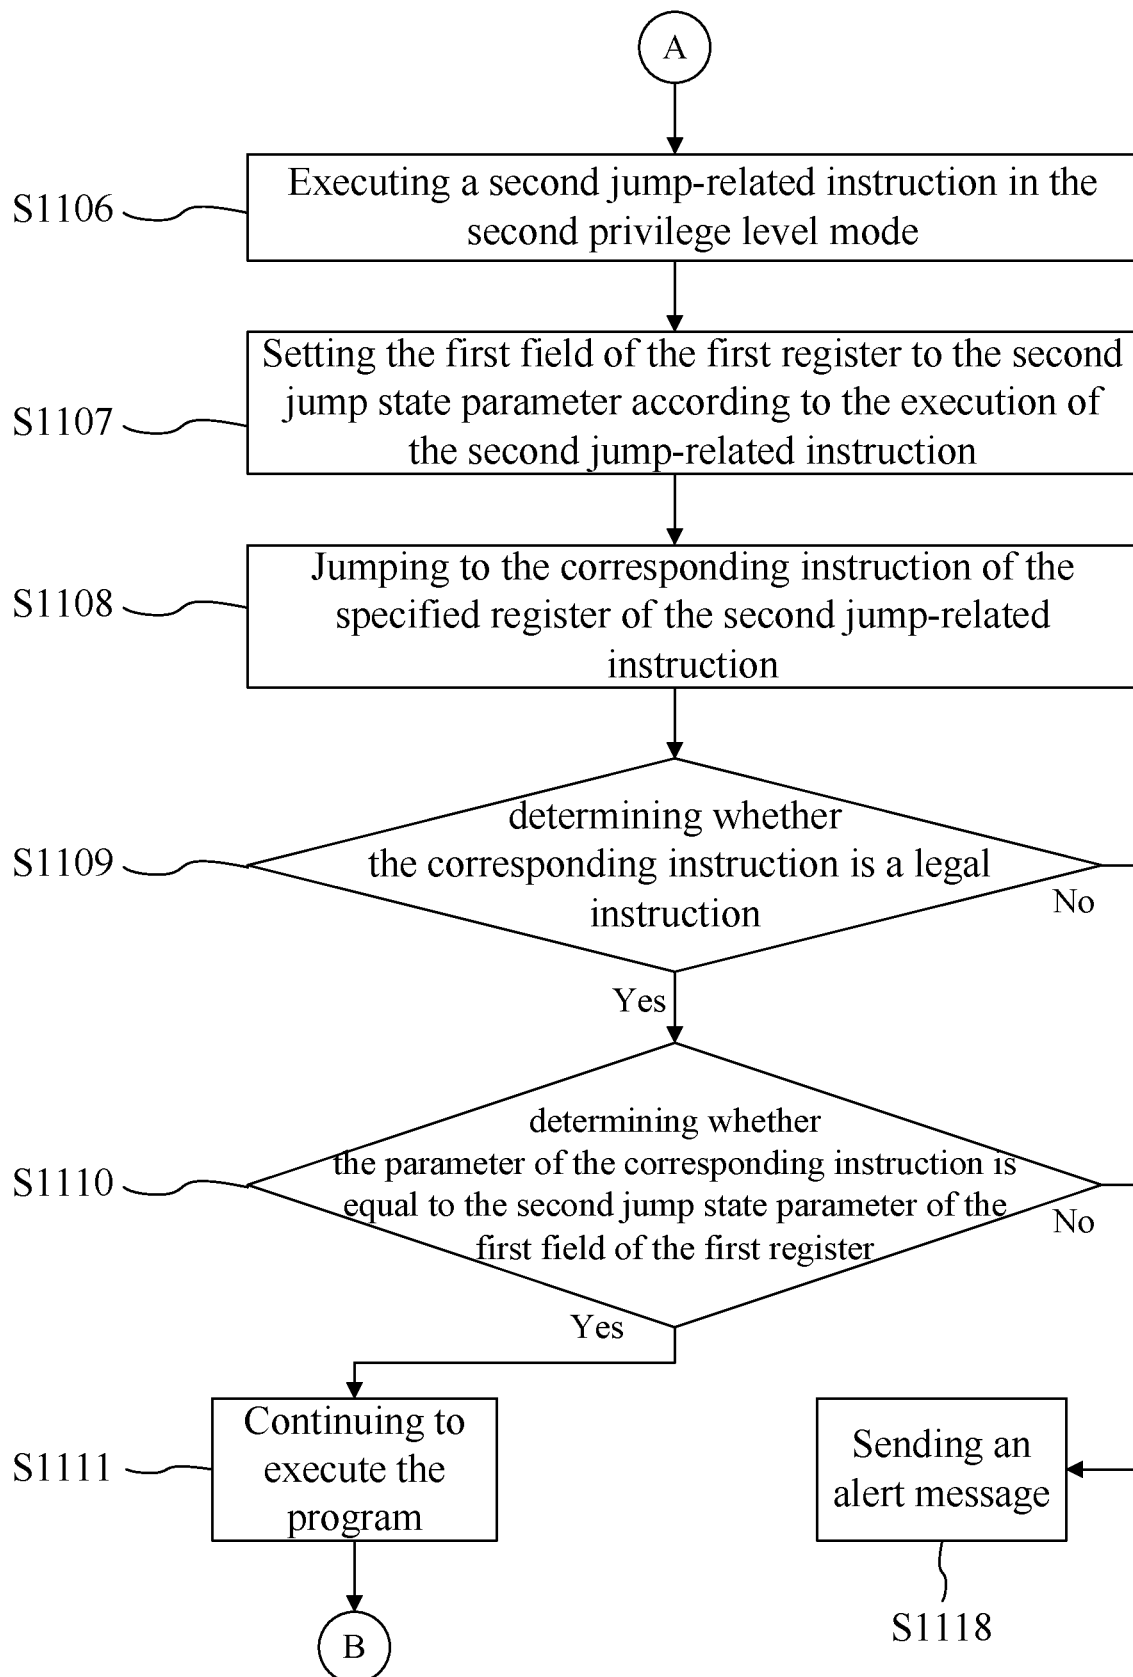 A
Executing a second jump-related instruction in the
second privilege level mode
S1106
Setting the first field of the first register to the second
jump state parameter according to the execution of
the second jump-related instruction
S1107
Jumping to the corresponding instruction of the
specified register of the second jump-related
instruction
S1108
determining whether
the corresponding instruction is a legal
instruction
S1109
No
Yes
determining whether
the parameter of the corresponding instruction is
equal to the second jump state parameter of the
first field of the first register
S1110
No
Yes
Continuing to
execute the
program
S1111
Sending an
alert message
S1118
B